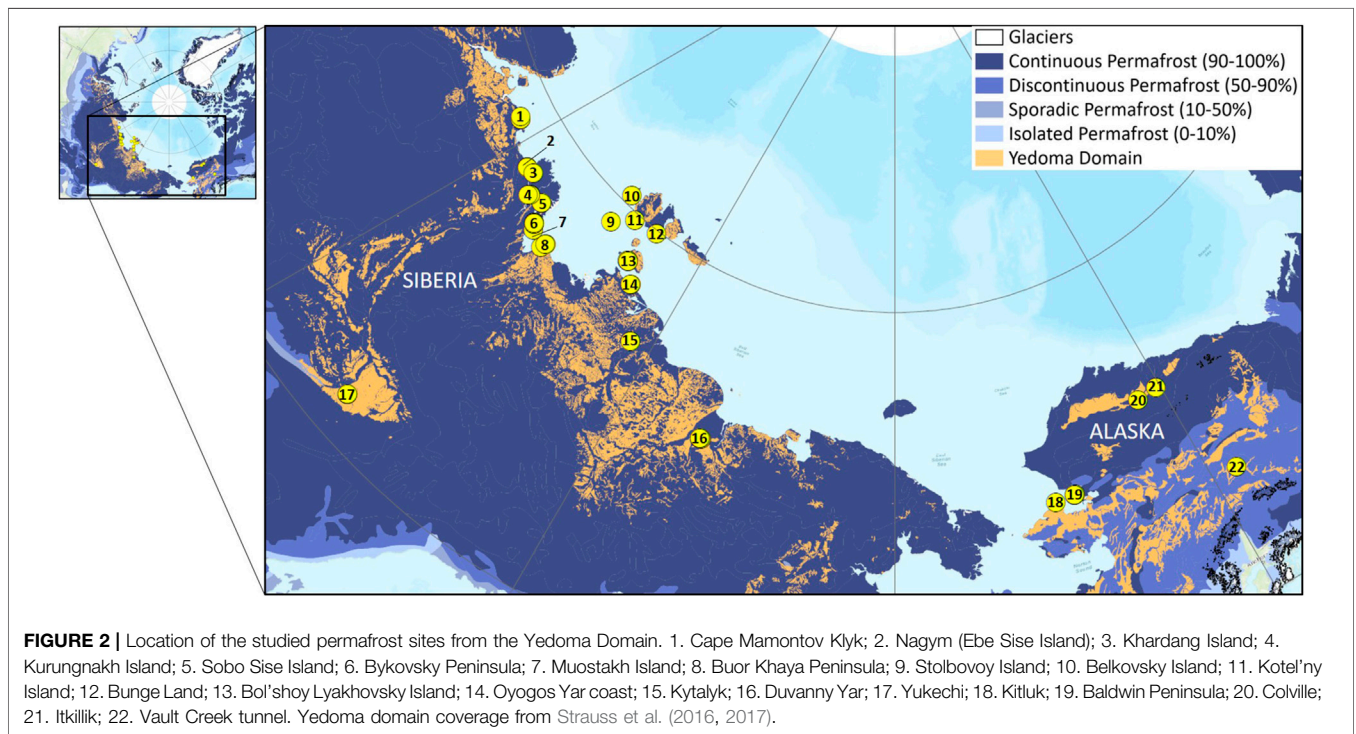 Glaciers
Continuous Permafrost (90-100%)
Discontinuous Permafrost (50-90%)
Sporadic Permafrost (10-50%)
Isolated Permafrost (0-10%)
Yedoma Domain
1
2
3
4
5
6
7
8
9
10
11
12
13
14
15
16
17
SIBERIA
21
20
ALASKA
22
19
18
FIGURE 2 | Location of the studied permafrost sites from the Yedoma Domain. 1. Cape Mamontov Klyk; 2. Nagym (Ebe Sise Island); 3. Khardang Island; 4.
Kurungnakh Island; 5. Sobo Sise Island; 6. Bykovsky Peninsula; 7. Muostakh Island; 8. Buor Khaya Peninsula; 9. Stolbovoy Island; 10. Belkovsky Island; 11. Kotel'ny
Island; 12. Bunge Land; 13. Bol'shoy Lyakhovsky Island; 14. Oyogos Yar coast; 15. Kytalyk; 16. Duvanny Yar; 17. Yukechi; 18. Kitluk; 19. Baldwin Peninsula; 20. Colville;
21. Itkillik; 22. Vault Creek tunnel. Yedoma domain coverage from Strauss et al. (2016, 2017).